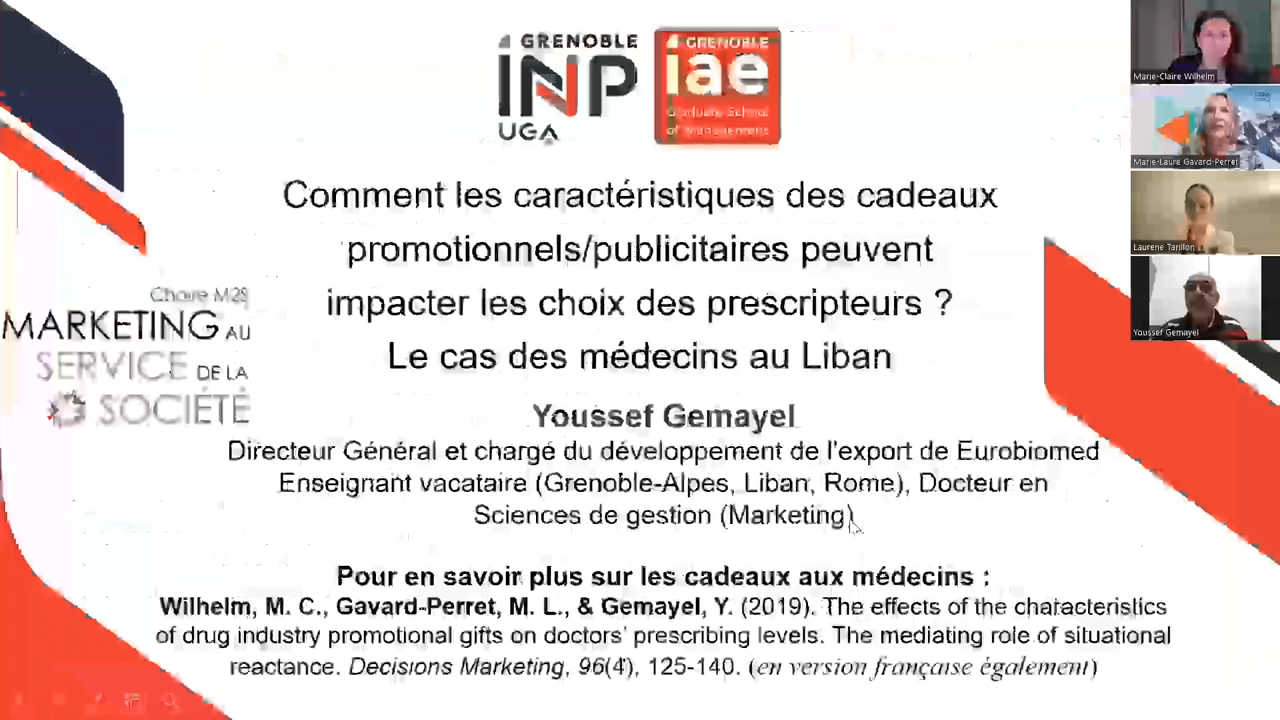 GRENOBLE
INP
UGA
GRENOBLE
iae
Graduate School
of Management
Comment les caractéristiques des cadeaux
promotionnels/publicitaires peuvent
impacter les choix des prescripteurs ?
Le cas des médecins au Liban
Chaire M2S
MARKETING AU
SERVICE DE LA
SOCIÉTÉ
Youssef Gemayel
Directeur Général et chargé du développement de l'export de Eurobiomed
Enseignant vacataire (Grenoble-Alpes, Liban, Rome), Docteur en
Sciences de gestion (Marketing)
Pour en savoir plus sur les cadeaux aux médecins :
Wilhelm, M. C., Gavard-Perret, M. L., & Gemayel, Y. (2019). The effects of the characteristics
of drug industry promotional gifts on doctors' prescribing levels. The mediating role of situational
reactance. Decisions Marketing, 96(4), 125-140. (en version française également)
Marie-Claire Wilhelm
Marie-Laure Gavard-Perret
Laurene Tanlion
Youssef Gemayel